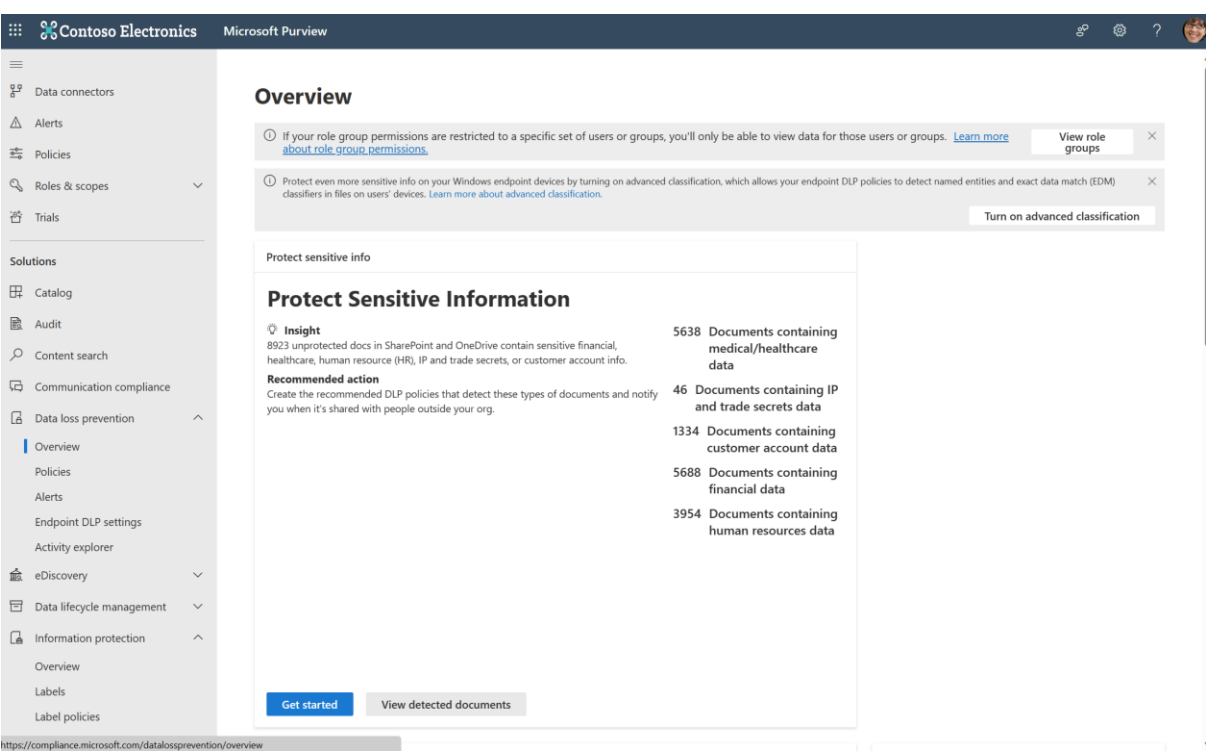 Contoso Electronics
Microsoft Purview
?
Data connectors
Alerts
Policies
Roles & scopes
Trials
Solutions
Catalog
Audit
Content search
Communication compliance
Data loss prevention
Overview
Policies
Alerts
Endpoint DLP settings
Activity explorer
eDiscovery
Data lifecycle management
Information protection
Overview
Labels
Label policies
https://compliance.microsoft.com/datalossprevention/overview
Overview
If your role group permissions are restricted to a specific set of users or groups, you'll only be able to view data for those users or groups. Learn more
about role group permissions.
View role
groups
Protect even more sensitive info on your Windows endpoint devices by turning on advanced classification, which allows your endpoint DLP policies to detect named entities and exact data match (EDM)
classifiers in files on users' devices. Learn more about advanced classification.
Turn on advanced classification
Protect sensitive info
Protect Sensitive Information
Insight
8923 unprotected docs in SharePoint and OneDrive contain sensitive financial,
healthcare, human resource (HR), IP and trade secrets, or customer account info.
Recommended action
Create the recommended DLP policies that detect these types of documents and notify
you when it's shared with people outside your org.
5638 Documents containing
medical/healthcare
data
46 Documents containing IP
and trade secrets data
1334 Documents containing
customer account data
5688 Documents containing
financial data
3954 Documents containing
human resources data
Get started
View detected documents